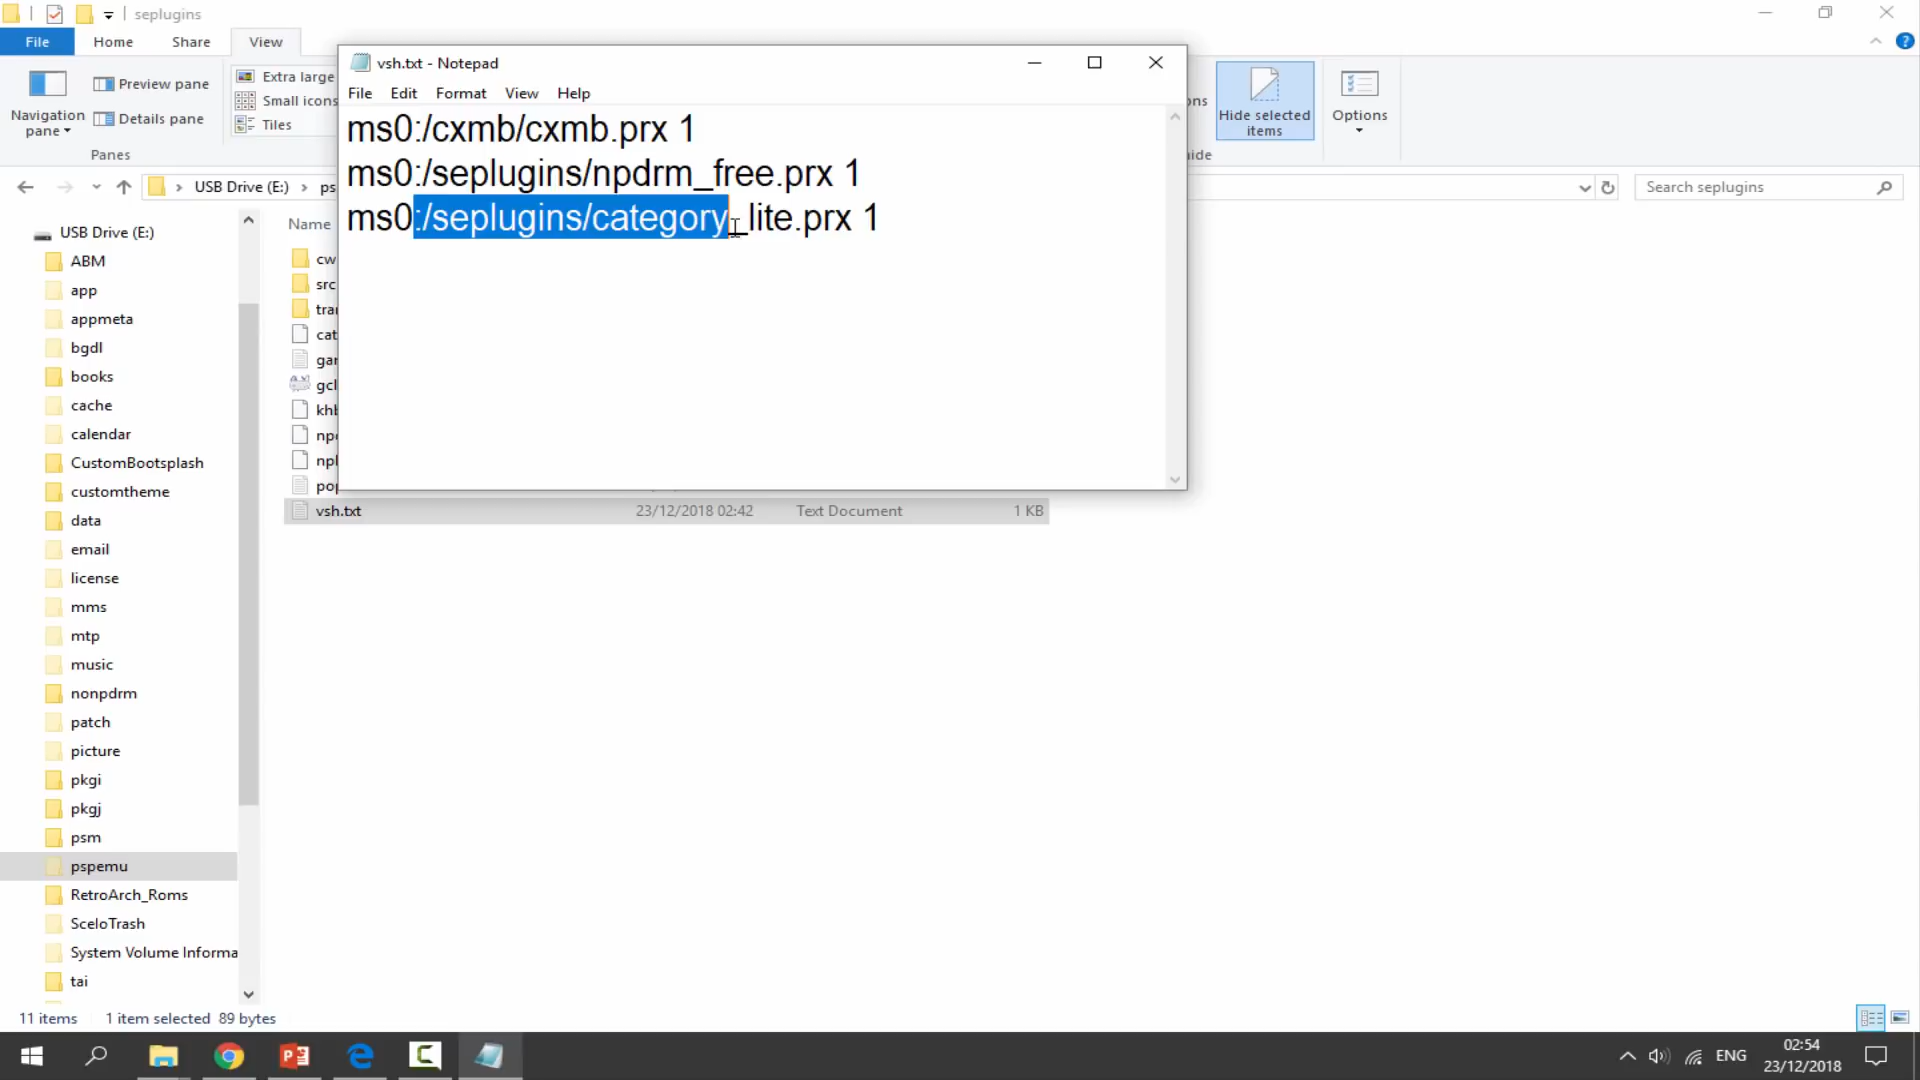 seplugins
File
Home
Share
View
Navigation pane
Preview pane
Details pane
Panes
Extra large
Small icons
Tiles
Hide selected items
Options
USB Drive (E:)
Search seplugins
vsh.txt - Notepad
File Edit Format View Help
ms0:/cxmb/cxmb.prx 1
ms0:/seplugins/npdrm_free.prx 1
ms0:/seplugins/category_lite.prx 1
Name
cw
src
vsh.txt 23/12/2018 02:42 Text Document 1 KB
USB Drive (E:)
ABM
app
appmeta
bgdl
books
cache
calendar
CustomBootsplash
customtheme
data
email
license
mms
mtp
music
nonpdrm
patch
picture
pkgi
pkgj
psm
pspemu
RetroArch_Roms
SceloTrash
System Volume Informa
tai
11 items 1 item selected 89 bytes
ENG
02:54
23/12/2018